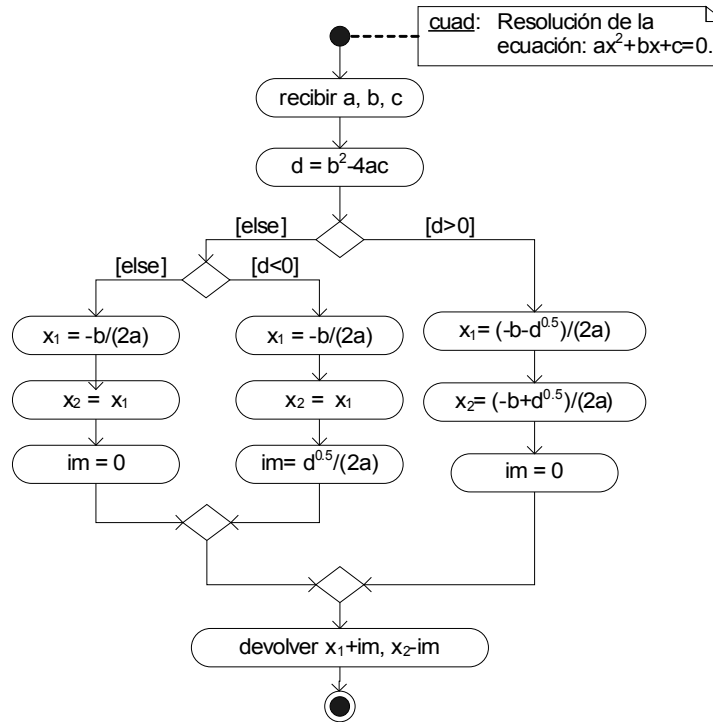 cuad: Resolución de la
ecuación: ax²+bx+c=0.
recibir a, b, c
d = b²-4ac
[else]
[d>0]
[else]
[d<0]
x₁ = -b/(2a)
x₁ = -b/(2a)
x₁= (-b-d⁰·⁵)/(2a)
x₂ = x₁
x₂ = x₁
x₂= (-b+d⁰·⁵)/(2a)
im = 0
im= d⁰·⁵/(2a)
im = 0
devolver x₁+im, x₂-im